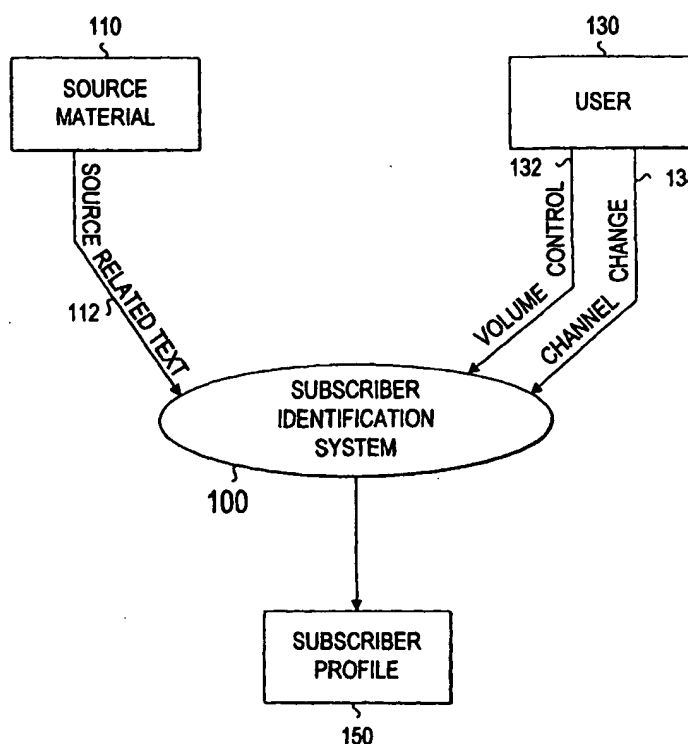 110
SOURCE
MATERIAL
130
USER
SOURCE RELATED TEXT
112
132
VOLUME CONTROL
CHANNEL CHANGE
SUBSCRIBER
IDENTIFICATION
SYSTEM
100
SUBSCRIBER
PROFILE
150